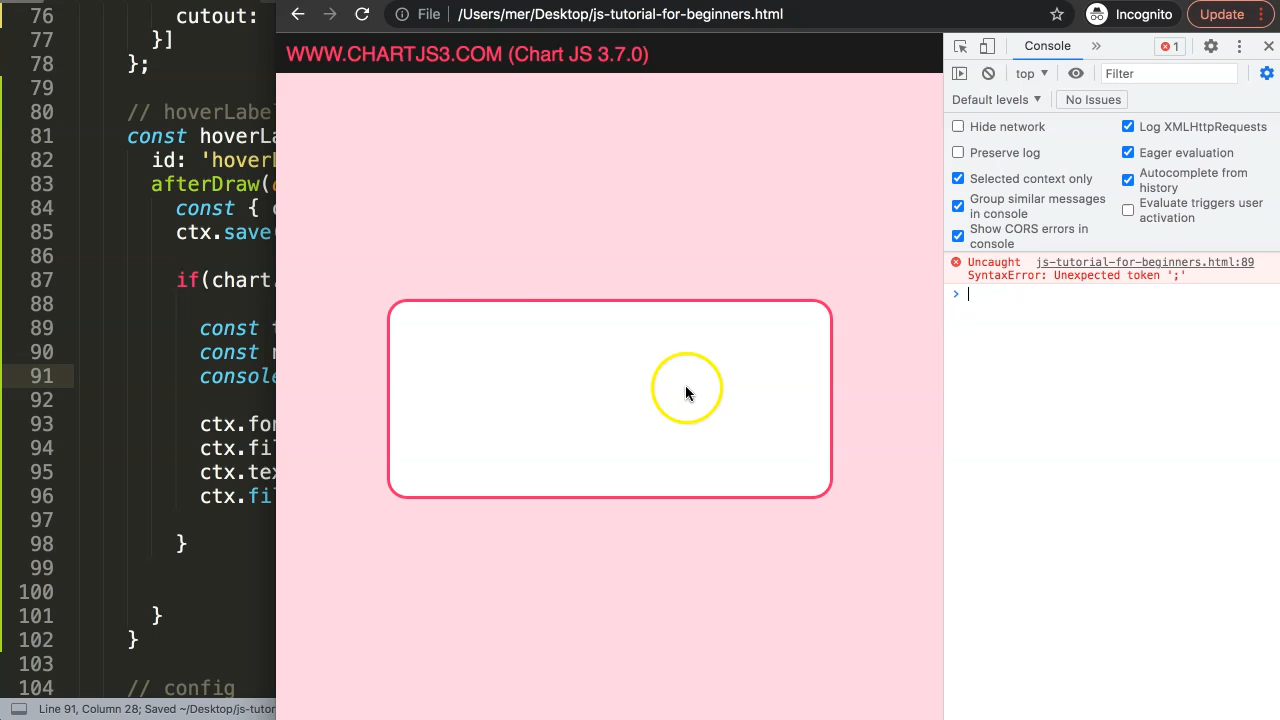 76 cutout:
77 }]
78 };
79
80 // hoverLabe
81 const hoverLa
82 id: 'hoverL
83 afterDraw(
84 const {
85 ctx.save
86
87 if(chart.
88
89 const
90 const
91 console
92
93 ctx.fon
94 ctx.fi
95 ctx.tex
96 ctx.fi
97
98 }
99
100
101 }
102 }
103
104 // config
Line 91, Column 28; Saved ~/Desktop/js-tutor
File /Users/mer/Desktop/js-tutorial-for-beginners.html
Incognito
Update
WWW.CHARTJS3.COM (Chart JS 3.7.0)
Console » 1
top Filter
Default levels No Issues
Hide network
Log XMLHttpRequests
Preserve log
Eager evaluation
Selected context only
Autocomplete from
history
Group similar messages
in console
Evaluate triggers user
activation
Show CORS errors in
console
Uncaught js-tutorial-for-beginners.html:89
SyntaxError: Unexpected token ';'
>